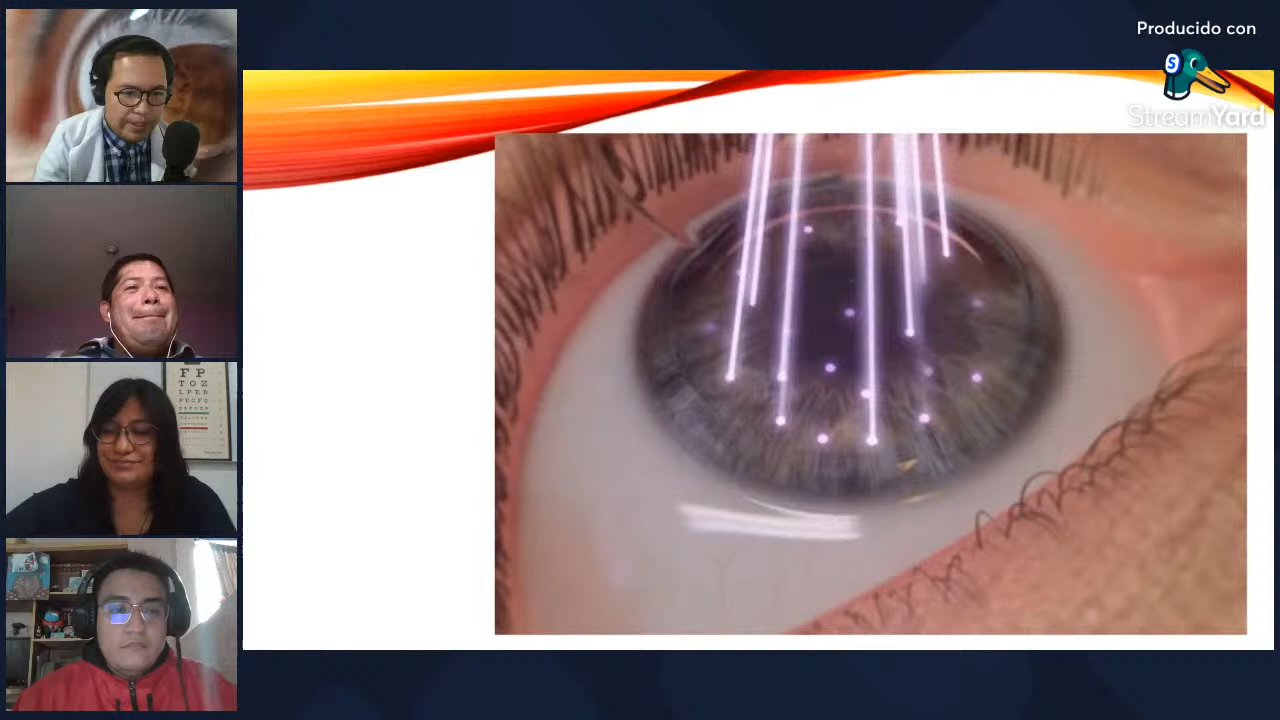 Producido con
StreamYard
F P
T O Z
L P E D
P E C F D